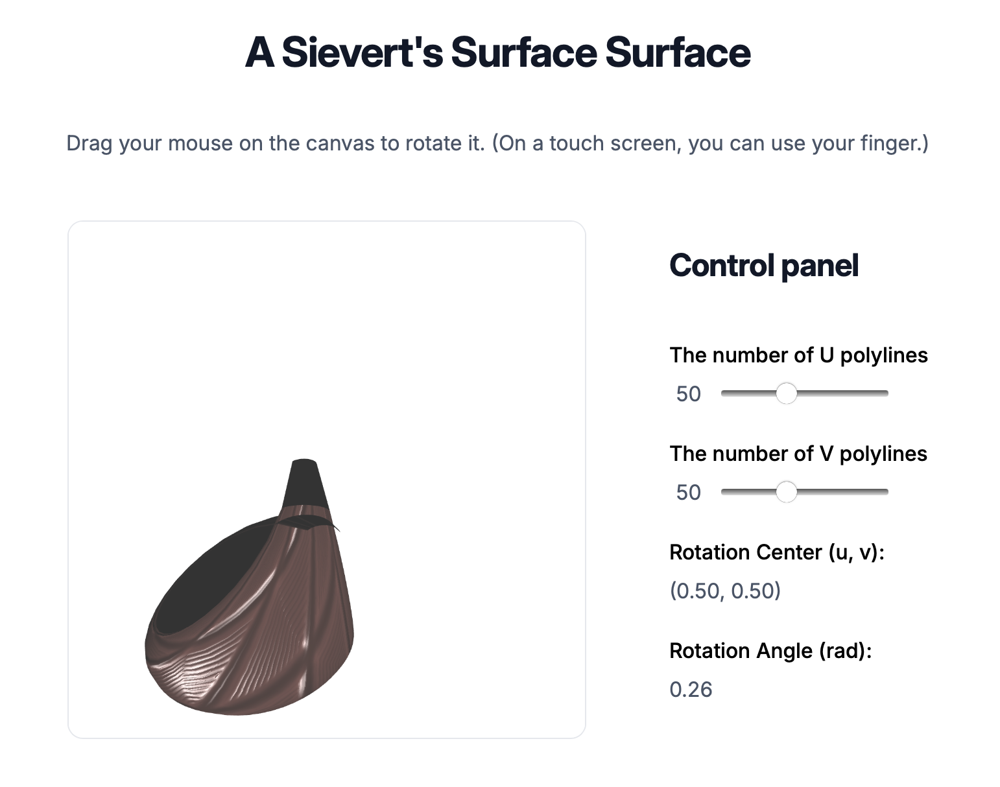 A Sievert's Surface Surface
Drag your mouse on the canvas to rotate it. (On a touch screen, you can use your finger.)
Control panel
The number of U polylines
50
The number of V polylines
50
Rotation Center (u, v):
(0.50, 0.50)
Rotation Angle (rad):
0.26